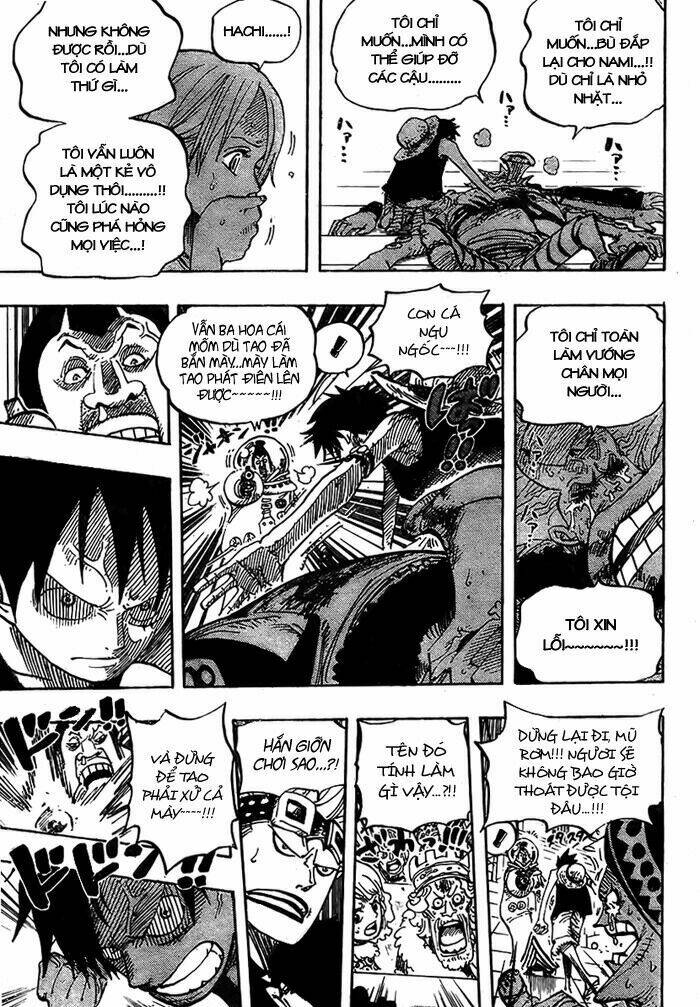 TÔI CHỈ
MUỐN...BÙ ĐẮP
LẠI CHO NAMI...!!
DÙ CHỈ LÀ NHỎ
NHẶT...
TÔI CHỈ
MUỐN...MÌNH CÓ
THỂ GIÚP ĐỠ
CÁC CẬU.........
HACHI......!
NHƯNG KHÔNG
ĐƯỢC RỒI...DÙ
TÔI CÓ LÀM
THỨ GÌ...
TÔI VẪN LUÔN
LÀ MỘT KẺ VÔ
DỤNG THÔI.........!!
TÔI LÚC NÀO
CŨNG PHÁ HỎNG
MỌI VIỆC...!
TÔI CHỈ TOÀN
LÀM VƯỚNG
CHÂN MỌI
NGƯỜI...
TÔI XIN
LỖI~~~~~~!!!
CON CÁ
NGU
NGỐC~~~!!!
VẪN BA HOA CÁI
MỒM DÙ TAO ĐÃ
BẮN MÀY...MÀY LÀM
TAO PHÁT ĐIÊN LÊN
ĐƯỢC~~~~~!!!
DỪNG LẠI ĐI, MŨ
RƠM!!! NGƯƠI SẼ
KHÔNG BAO GIỜ
THOÁT ĐƯỢC TỘI
ĐÂU...!!!
TÊN ĐÓ
TÍNH LÀM
GÌ VẬY...?!!
HẮN GIỠN
CHƠI SAO...?!
VÀ ĐỪNG
ĐỂ TAO
PHẢI XỬ CẢ
MÀY~~~~!!!